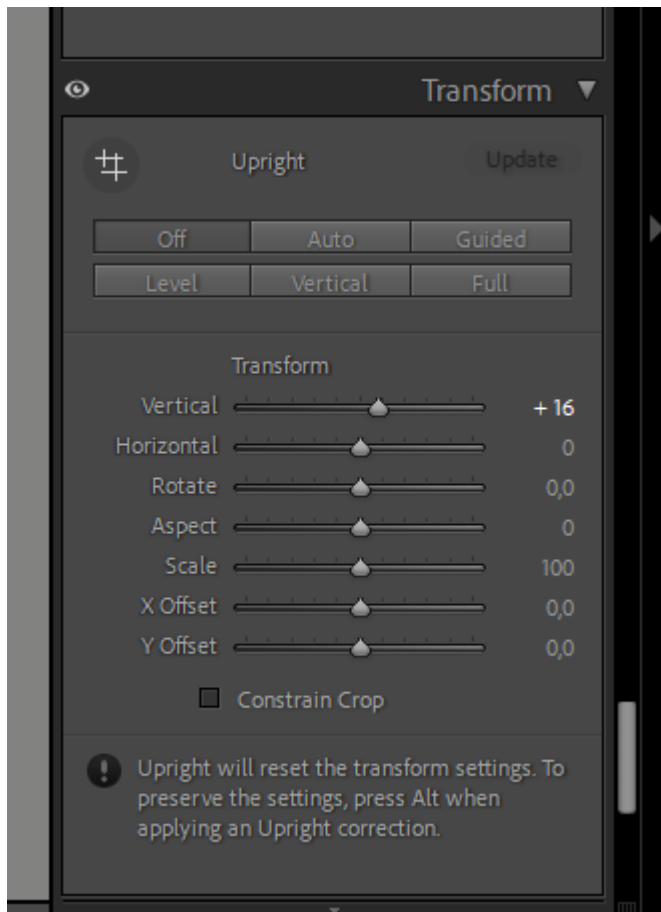 Transform
Upright Update
Off Auto Guided
Level Vertical Full
Transform
Vertical + 16
Horizontal 0
Rotate 0,0
Aspect 0
Scale 100
X Offset 0,0
Y Offset 0,0
Constrain Crop
Upright will reset the transform settings. To
preserve the settings, press Alt when
applying an Upright correction.